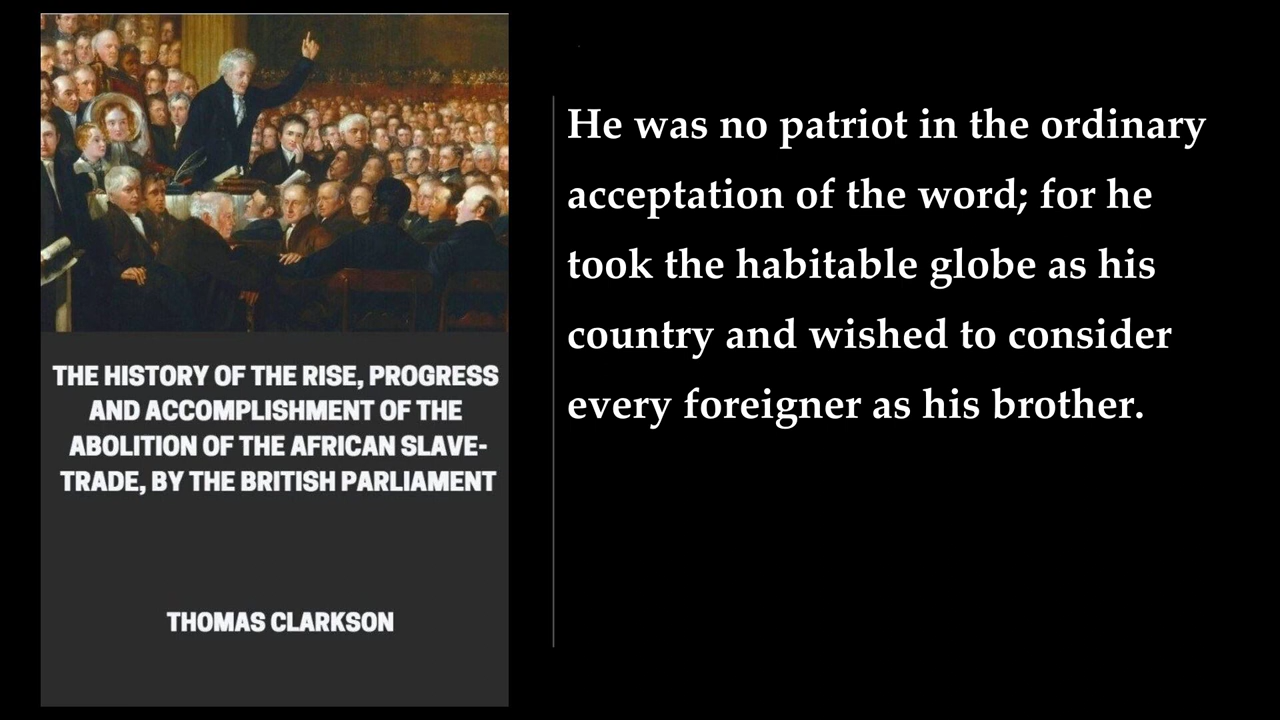 THE HISTORY OF THE RISE, PROGRESS
AND ACCOMPLISHMENT OF THE
ABOLITION OF THE AFRICAN SLAVE-
TRADE, BY THE BRITISH PARLIAMENT
THOMAS CLARKSON
He was no patriot in the ordinary
acceptation of the word; for he
took the habitable globe as his
country and wished to consider
every foreigner as his brother.